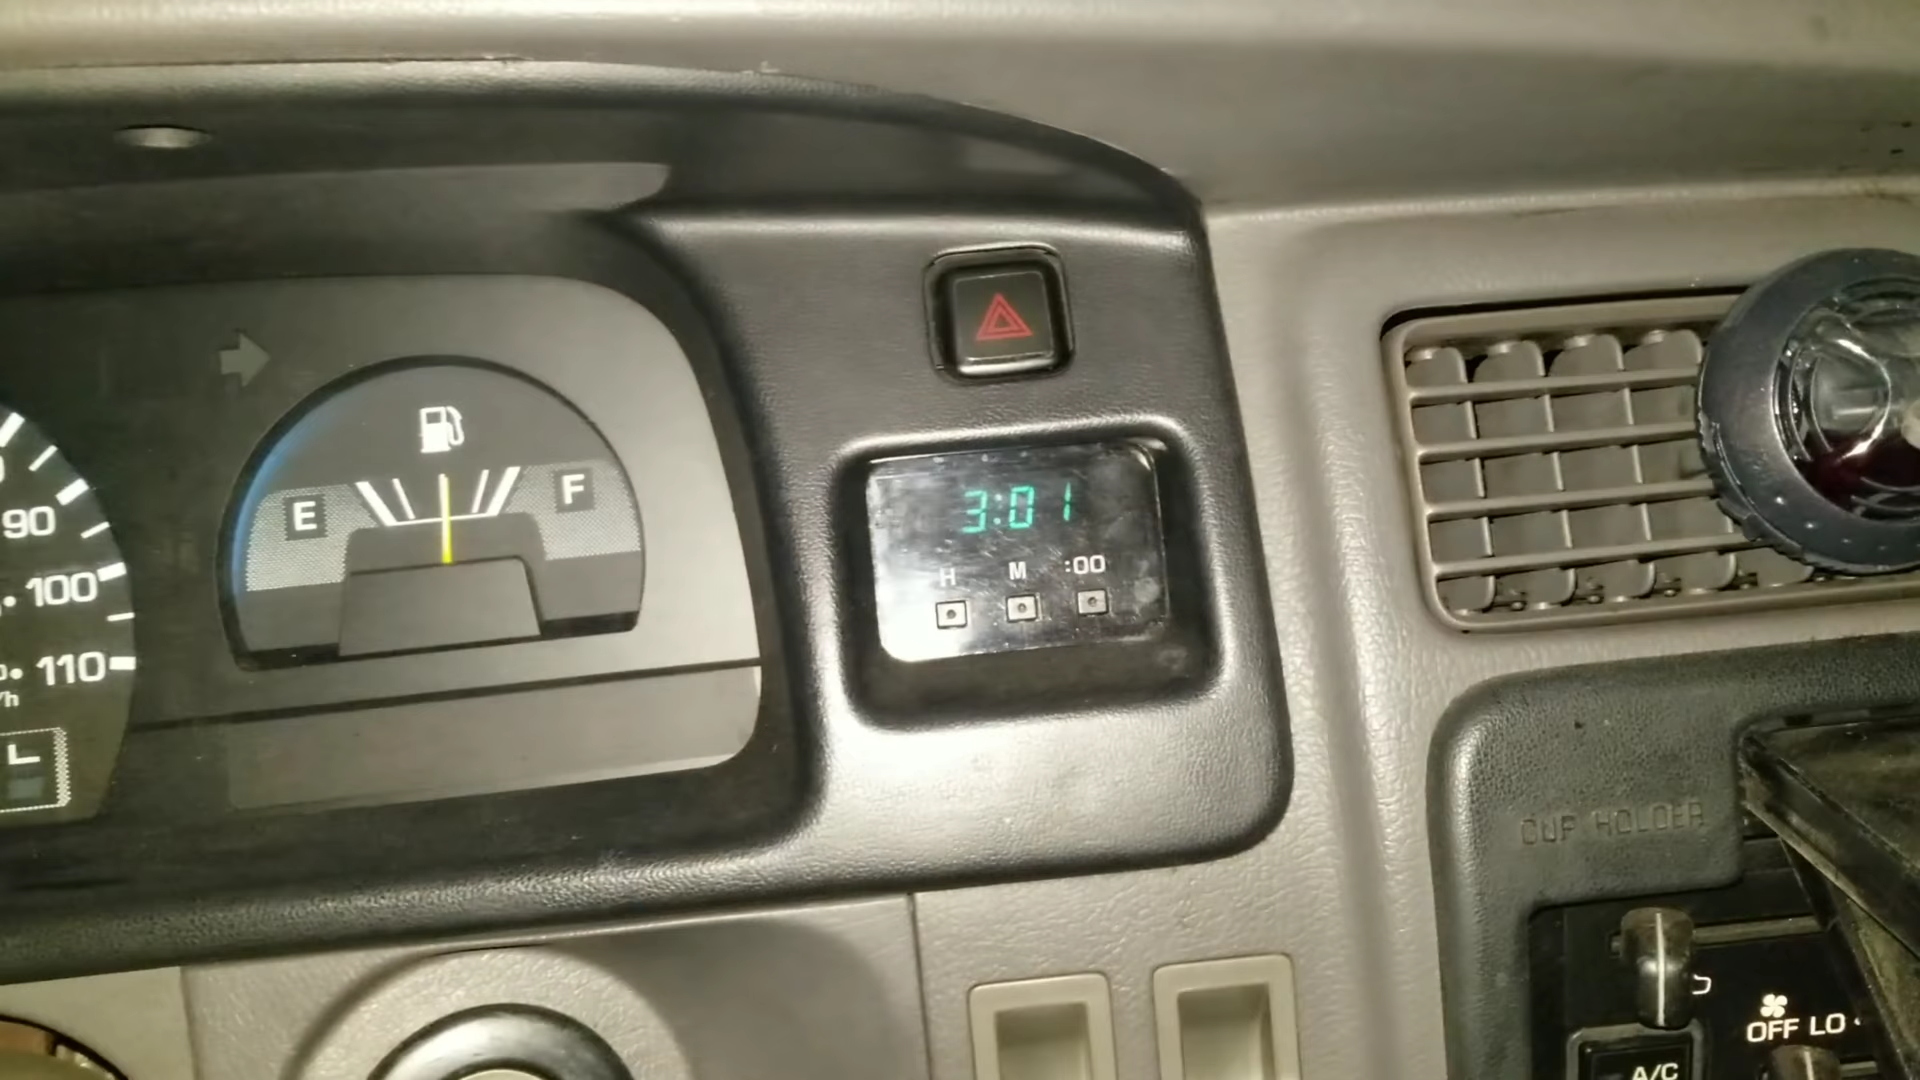 3:01
H M :00
E F
90
100
110
/h
L
CUP HOLDER
OFF LO
A/C